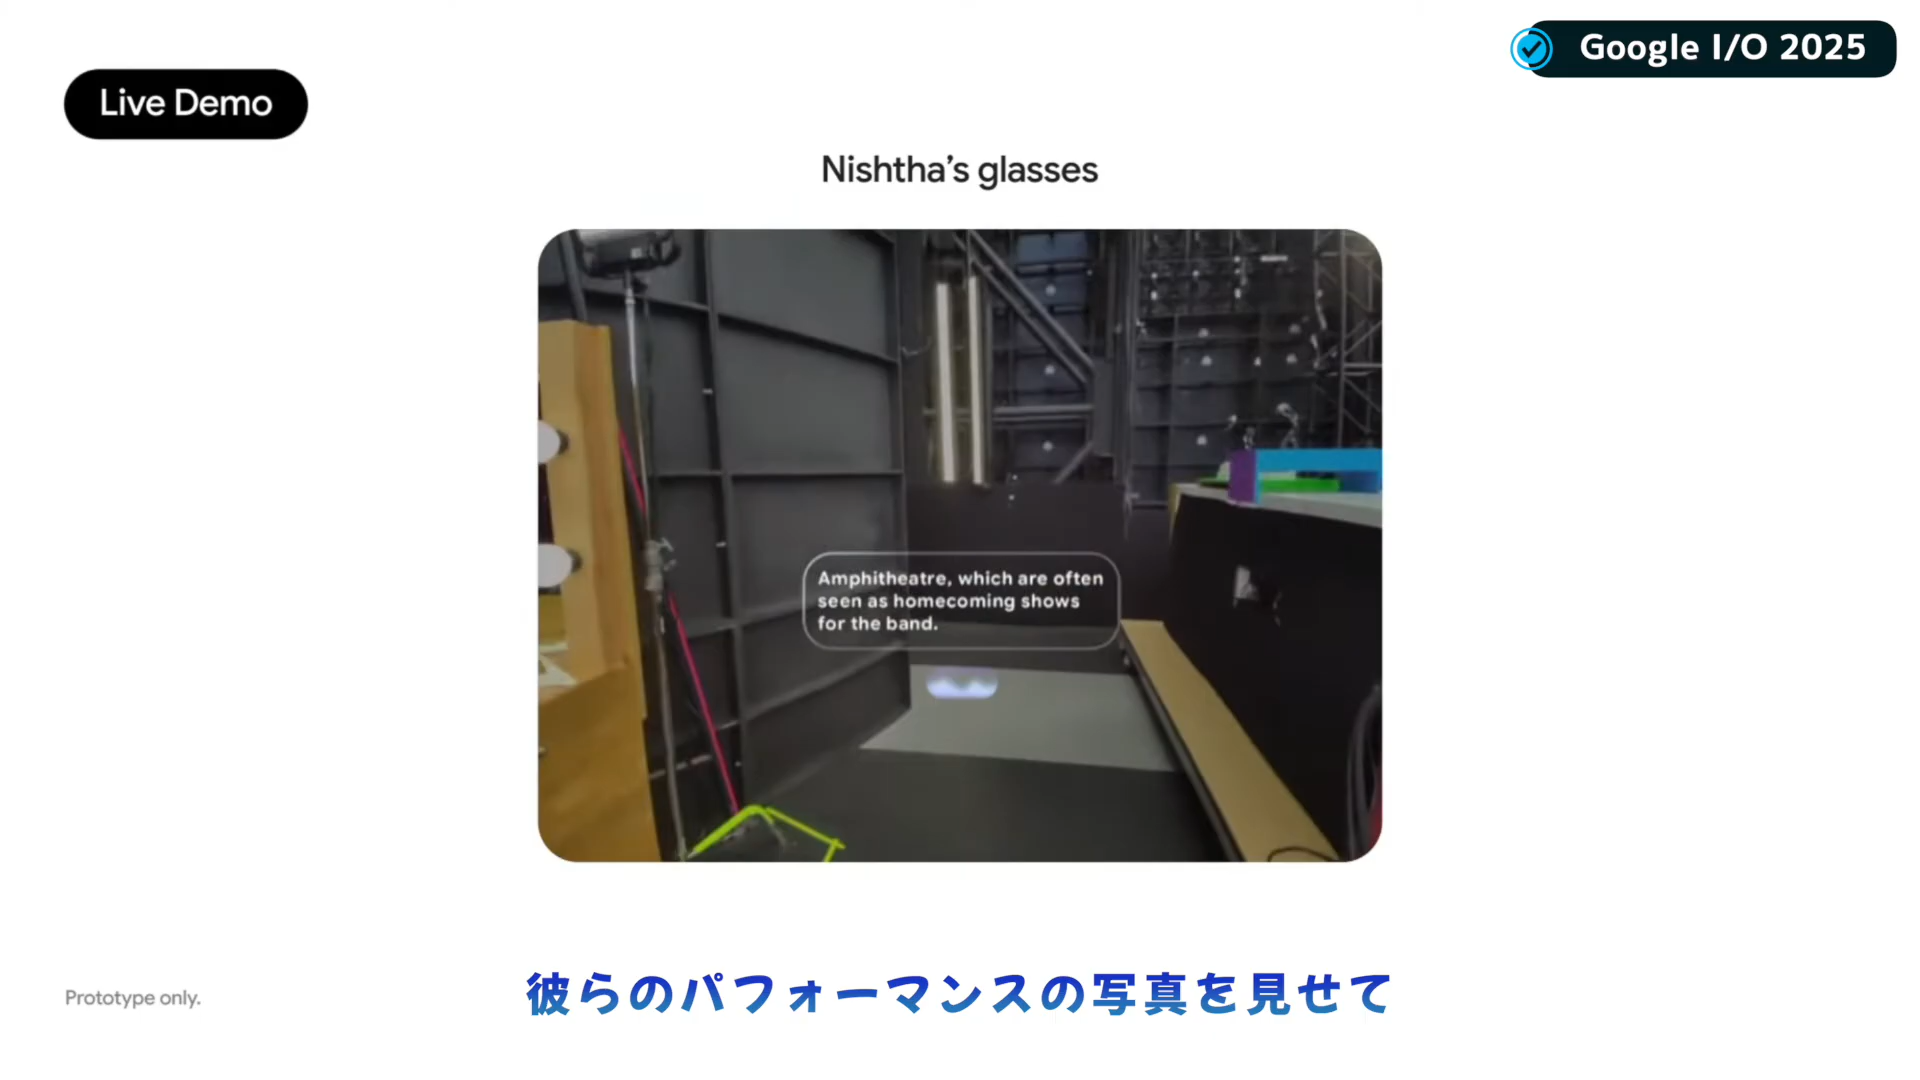 Google I/O 2025
Live Demo
Nishtha’s glasses
Amphitheatre, which are often
seen as homecoming shows
for the band.
Prototype only.
彼らのパフォーマンスの写真を見せて